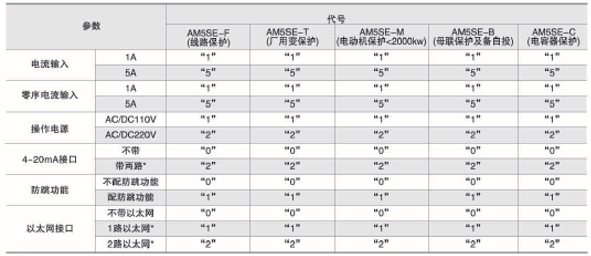 参数 代号
AM5SE-F AM5SE-T AM5SE-M AM5SE-B AM5SE-C
(线路保护) (厂用变保护) (电动机保护<2000kw) (母联保护及备自投) (电容器保护)
电流输入 1A “1” “1” “1” “1” “1”
5A “5” “5” “5” “5” “5”
零序电流输入 1A “1” “1” “1” “1” “1”
5A “5” “5” “5” “5” “5”
操作电源 AC/DC110V “1” “1” “1” “1” “1”
AC/DC220V “2” “2” “2” “2” “2”
4-20mA接口 不带 “0” “0” “0” “0” “0”
带两路* “2” “2” “2” “2” “2”
防跳功能 不配防跳功能 “0” “0” “0” “0” “0”
配防跳功能 “1” “1” “1” “1” “1”
以太网接口 不带以太网 “0” “0” “0” “0” “0”
1路以太网* “1” “1” “1” “1” “1”
2路以太网* “2” “2” “2” “2” “2”